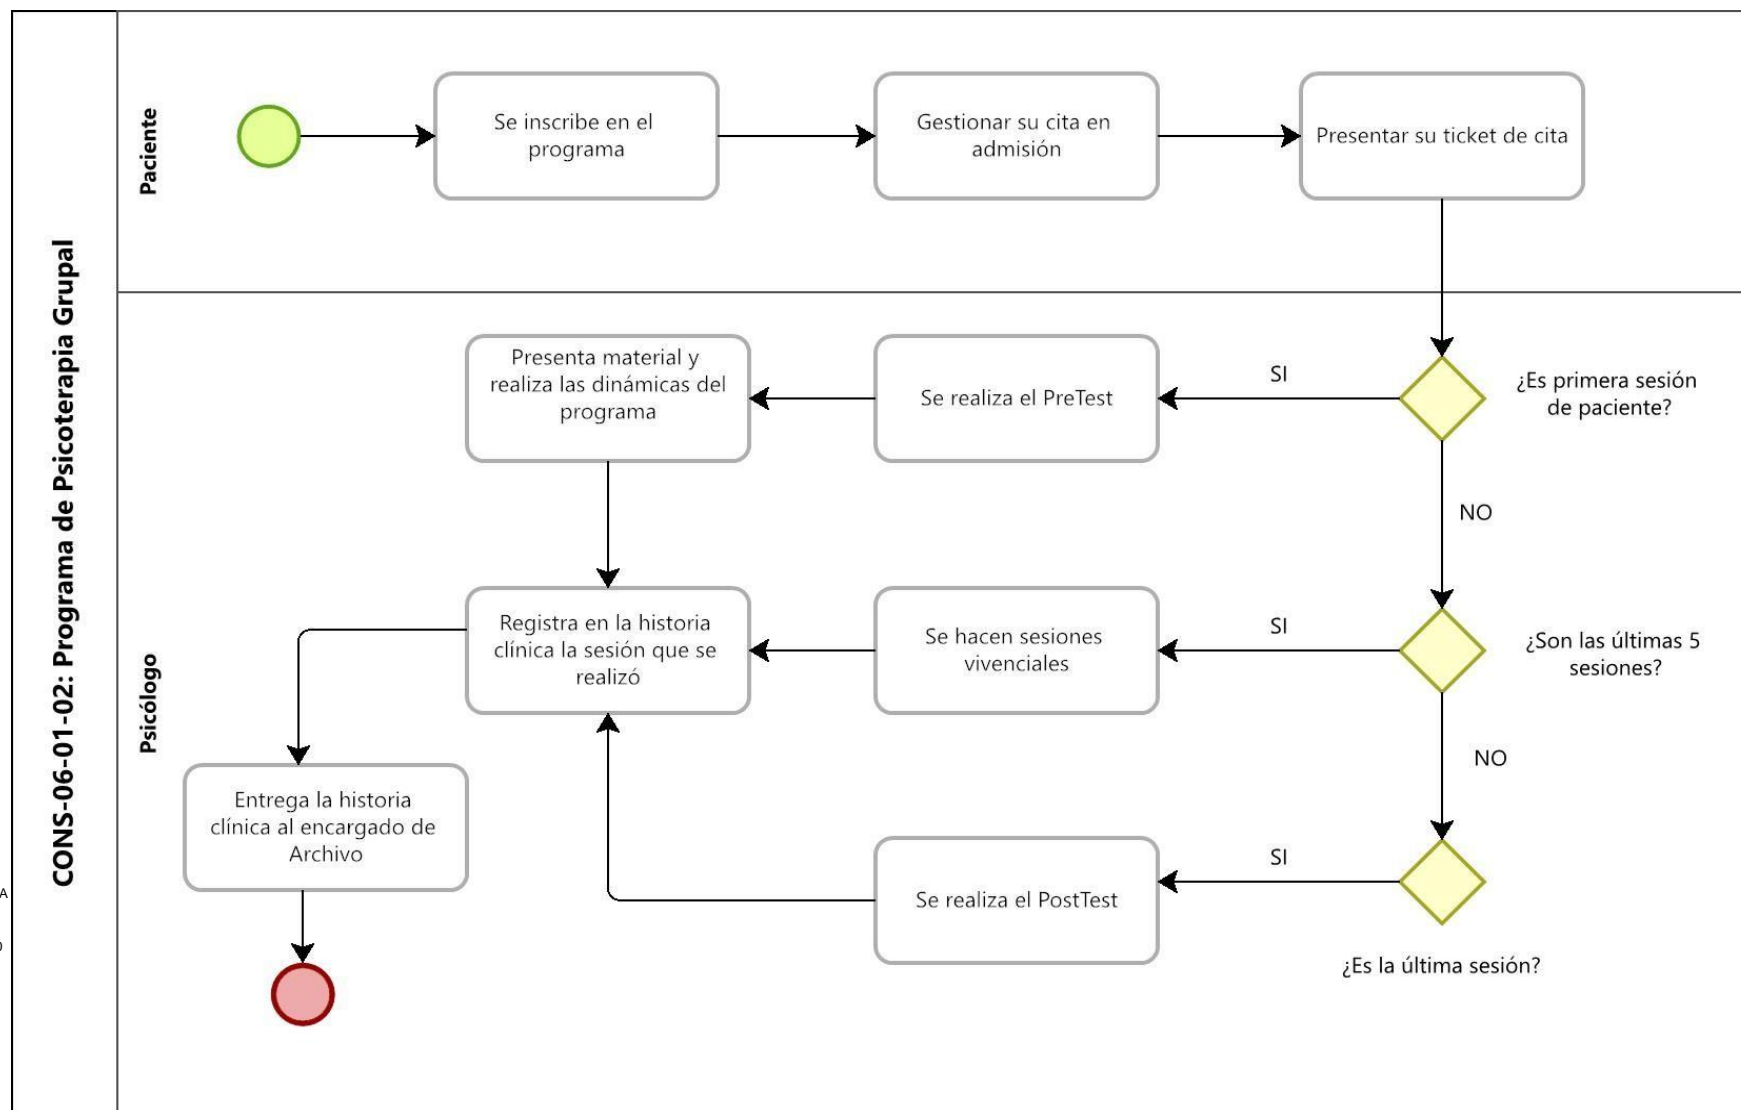 CONS-06-01-02: Programa de Psicoterapia Grupal
Paciente
Se inscribe en el
programa
Gestionar su cita en
admisión
Presentar su ticket de cita
Psicólogo
¿Es primera sesión
de paciente?
SI
NO
Se realiza el PreTest
Presenta material y
realiza las dinámicas del
programa
¿Son las últimas 5
sesiones?
SI
NO
Se hacen sesiones
vivenciales
Registra en la historia
clínica la sesión que se
realizó
¿Es la última sesión?
SI
Se realiza el PostTest
Entrega la historia
clínica al encargado de
Archivo
A